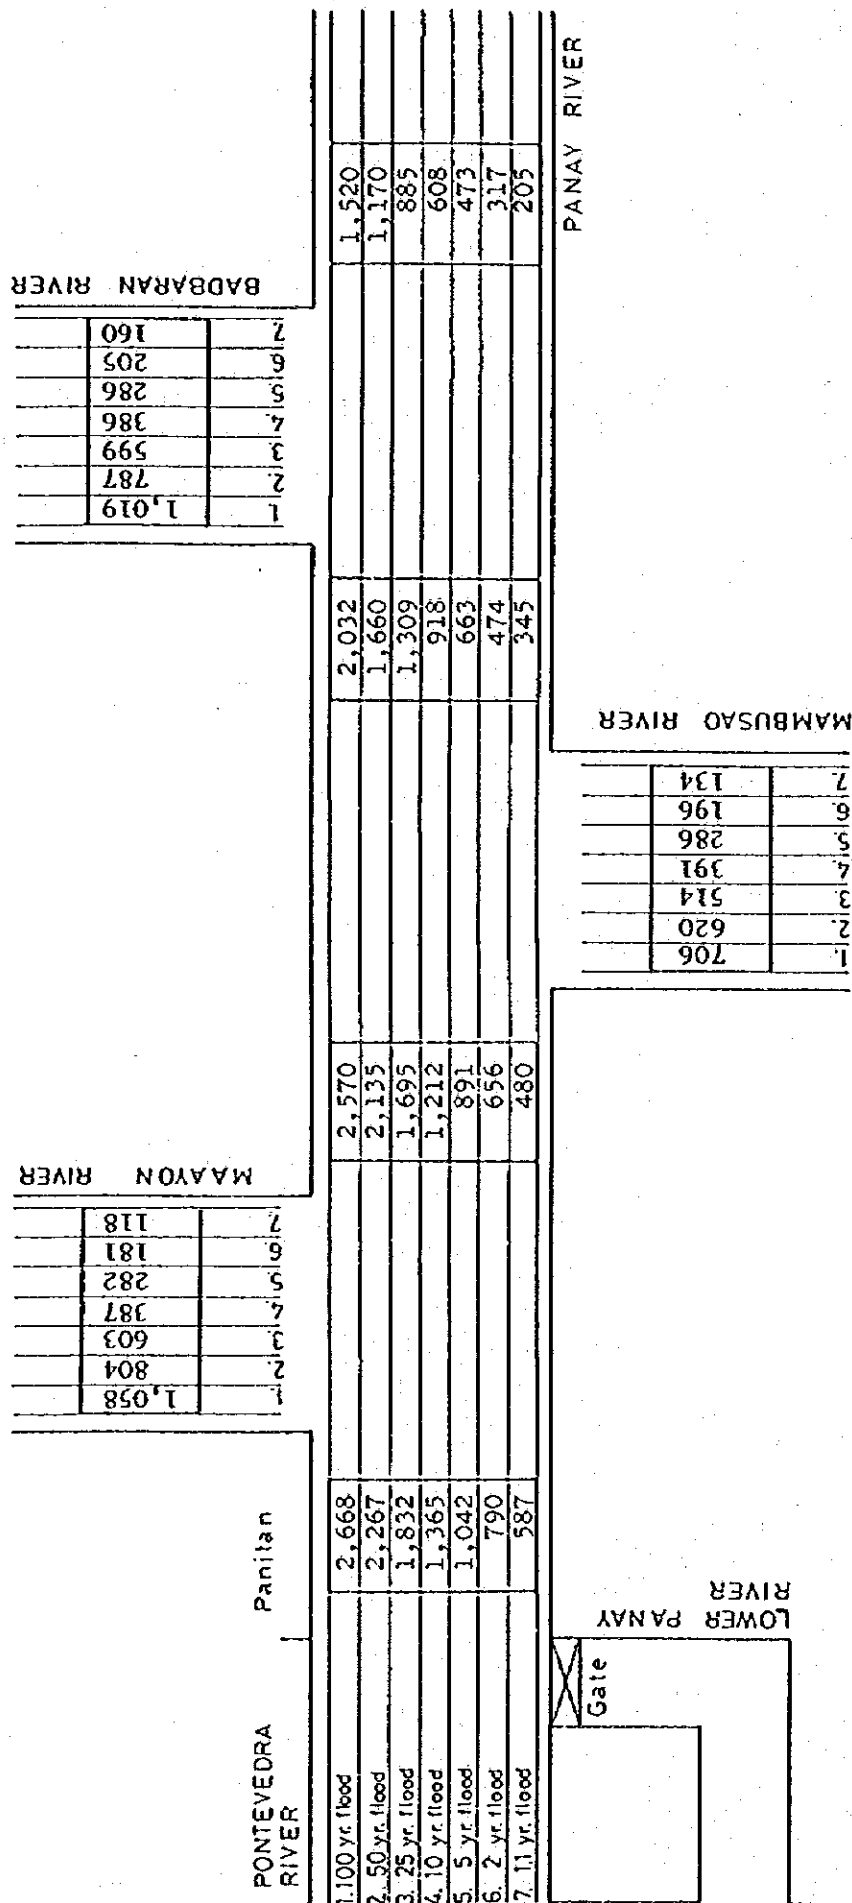 PANAY RIVER
1,520
1,170
885
608
473
317
205
BADBARAN RIVER
7. 160
6. 205
5. 286
4. 386
3. 599
2. 787
1. 1,019
2,032
1,660
1,309
918
663
474
345
MAMBUSAO RIVER
7. 134
6. 196
5. 286
4. 391
3. 514
2. 620
1. 706
2,570
2,135
1,695
1,212
891
656
480
MAAYON RIVER
7. 118
6. 181
5. 282
4. 387
3. 603
2. 804
1. 1,058
Panitan
2,668
2,267
1,832
1,365
1,042
790
587
LOWER PANAY
RIVER
Gate
PONTEVEDRA
RIVER
1. 100 yr. flood
2. 50 yr. flood
3. 25 yr. flood
4. 10 yr. flood
5. 5 yr. flood
6. 2 yr. flood
7. 1.1 yr. flood